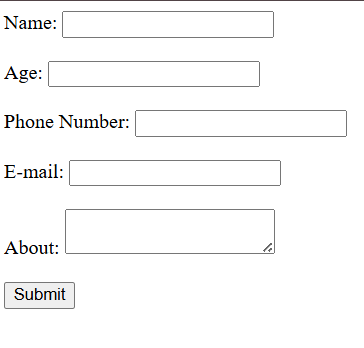 Name:
Age:
Phone Number:
E-mail:
About:
Submit